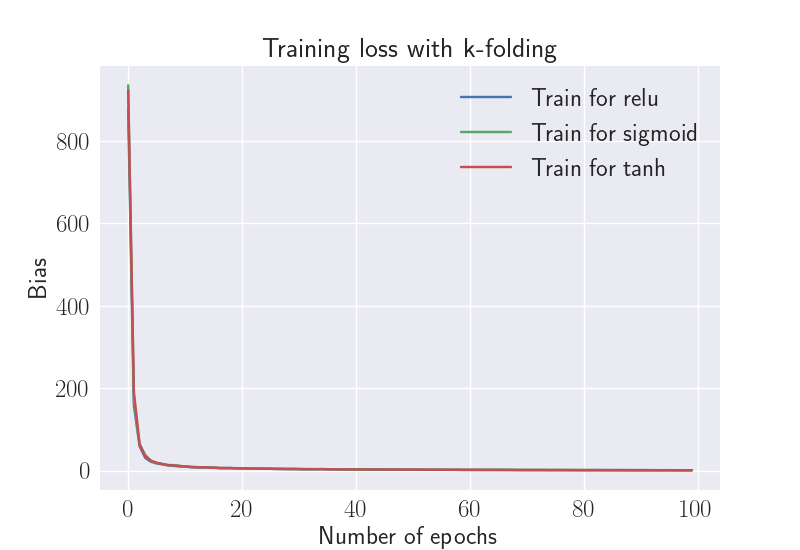 Training loss with k-folding
Train for relu
Train for sigmoid
Train for tanh
800
600
400
200
0
Bias
0 20 40 60 80 100
Number of epochs